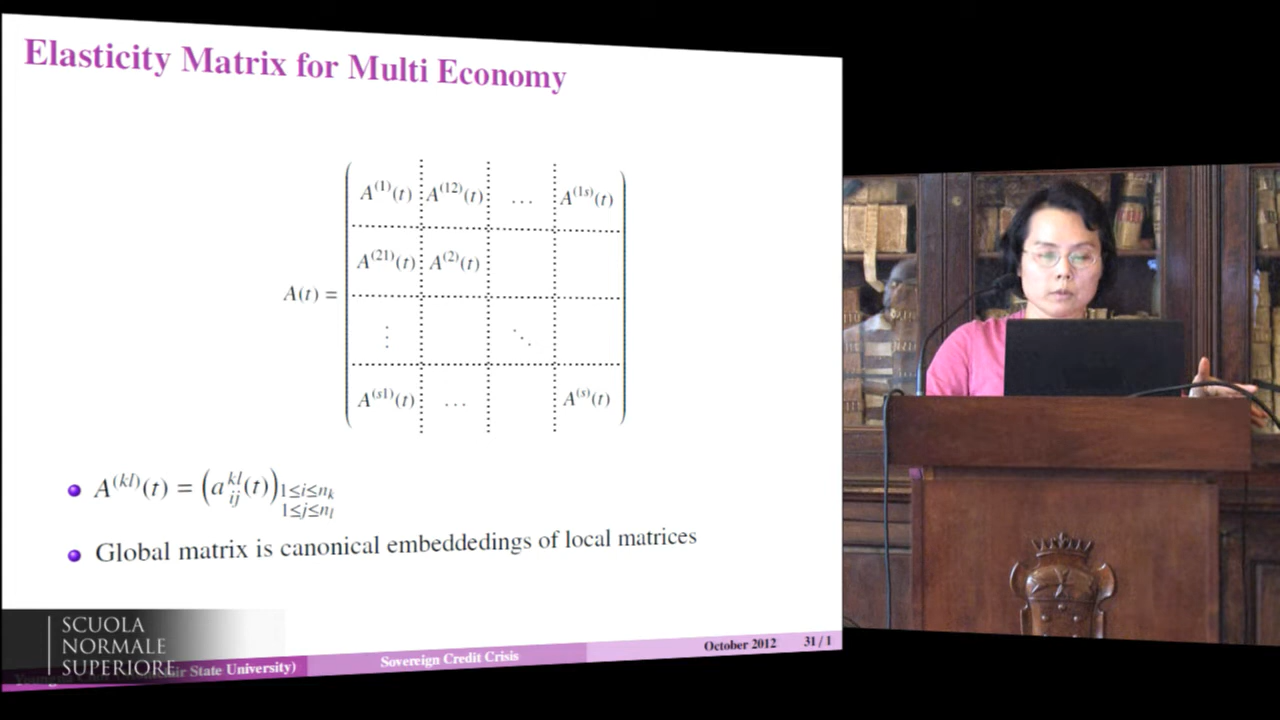 Elasticity Matrix for Multi Economy
A(t) =
A^(1)(t) A^(12)(t) … A^(1s)(t)
A^(21)(t) A^(2)(t)
⋮ ⋱
A^(s1)(t) … A^(s)(t)
A^(kl)(t) = (a^kl_ij(t)) 1≤i≤n_k
1≤j≤n_l
Global matrix is canonical embeddedings of local matrices
SCUOLA
NORMALE
SUPERIORE
State University)
Sovereign Credit Crisis
October 2012
31 / 1